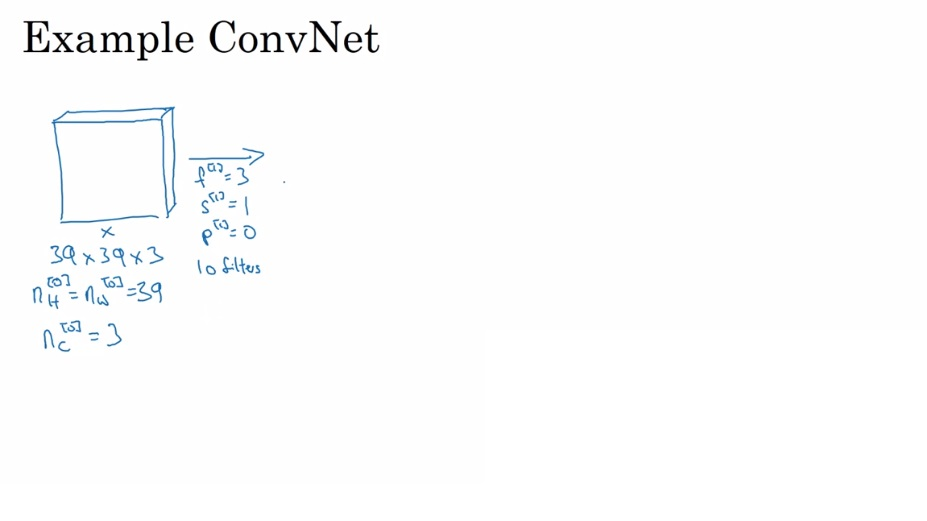 Example ConvNet
x
39 x 39 x 3
n_H^[0] = n_W^[0] = 39
n_C^[0] = 3
f^[1] = 3
s^[1] = 1
p^[1] = 0
10 filters